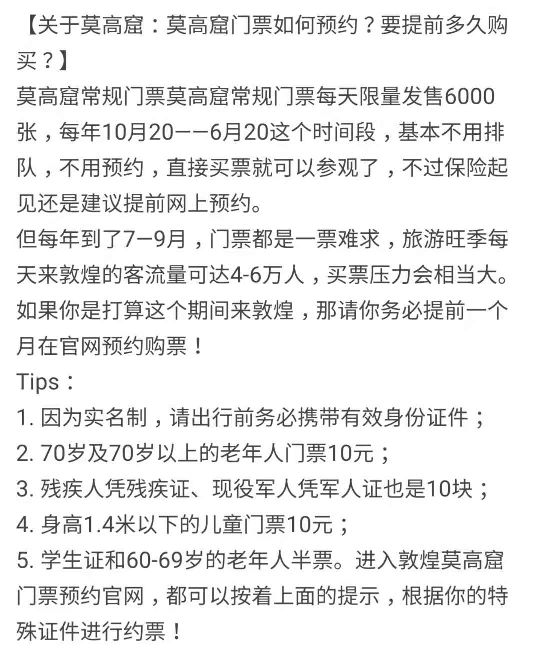 【关于莫高窟：莫高窟门票如何预约？要提前多久购
买？】
莫高窟常规门票莫高窟常规门票每天限量发售6000
张，每年10月20——6月20这个时间段，基本不用排
队，不用预约，直接买票就可以参观了，不过保险起
见还是建议提前网上预约。
但每年到了7—9月，门票都是一票难求，旅游旺季每
天来敦煌的客流量可达4-6万人，买票压力会相当大。
如果你是打算这个期间来敦煌，那请你务必提前一个
月在官网预约购票！
Tips：
1. 因为实名制，请出行前务必携带有效身份证件；
2. 70岁及70岁以上的老年人门票10元；
3. 残疾人凭残疾证、现役军人凭军人证也是10块；
4. 身高1.4米以下的儿童门票10元；
5. 学生证和60-69岁的老年人半票。进入敦煌莫高窟
门票预约官网，都可以按着上面的提示，根据你的特
殊证件进行约票！